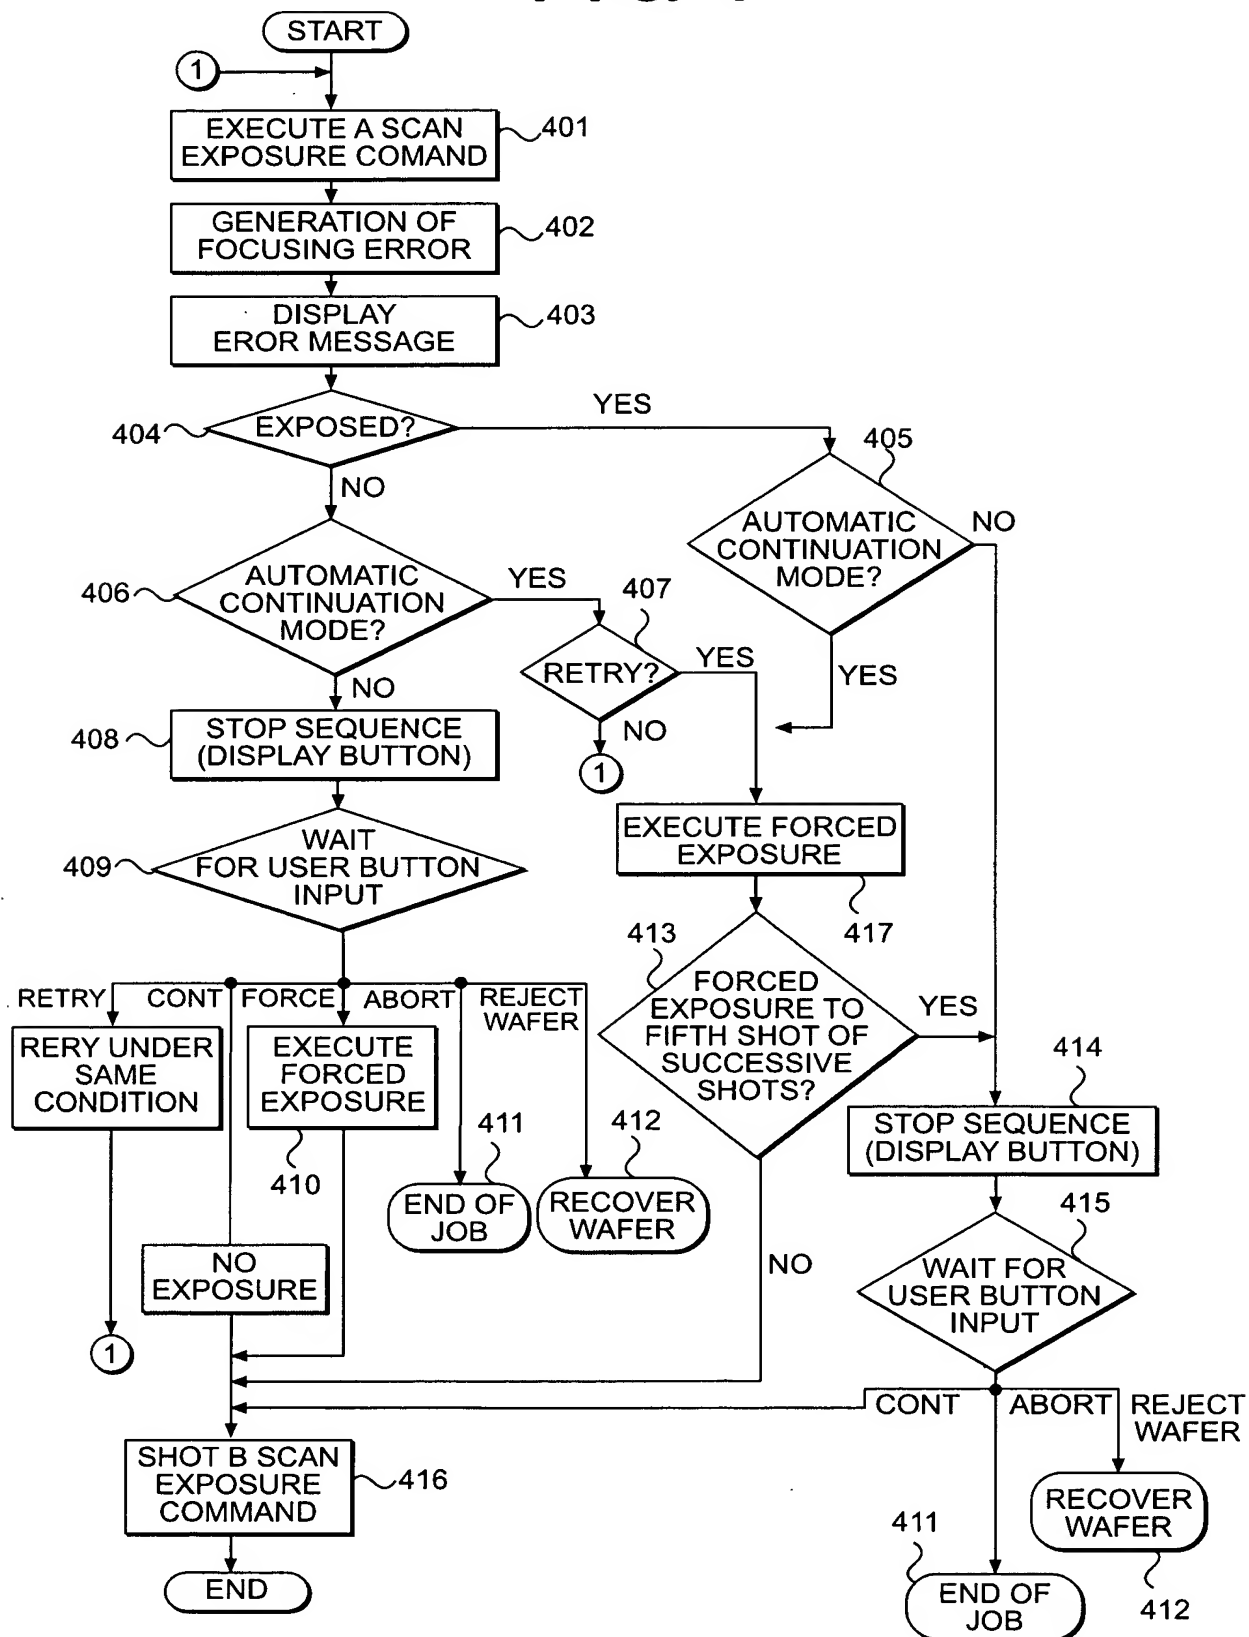 START
1
EXECUTE A SCAN
EXPOSURE COMAND
401
GENERATION OF
FOCUSING ERROR
402
DISPLAY
EROR MESSAGE
403
EXPOSED?
404
YES
NO
405
AUTOMATIC
CONTINUATION
MODE?
NO
YES
406
AUTOMATIC
CONTINUATION
MODE?
YES
NO
407
RETRY?
YES
NO
1
408
STOP SEQUENCE
(DISPLAY BUTTON)
409
WAIT
FOR USER BUTTON
INPUT
EXECUTE FORCED
EXPOSURE
417
413
FORCED
EXPOSURE TO
FIFTH SHOT OF
SUCCESSIVE
SHOTS?
YES
NO
RETRY
CONT
FORCE
ABORT
REJECT
WAFER
RERY UNDER
SAME
CONDITION
EXECUTE
FORCED
EXPOSURE
410
411
END OF
JOB
412
RECOVER
WAFER
NO
EXPOSURE
1
414
STOP SEQUENCE
(DISPLAY BUTTON)
415
WAIT FOR
USER BUTTON
INPUT
CONT
ABORT
REJECT
WAFER
SHOT B SCAN
EXPOSURE
COMMAND
416
END
RECOVER
WAFER
412
411
END OF
JOB